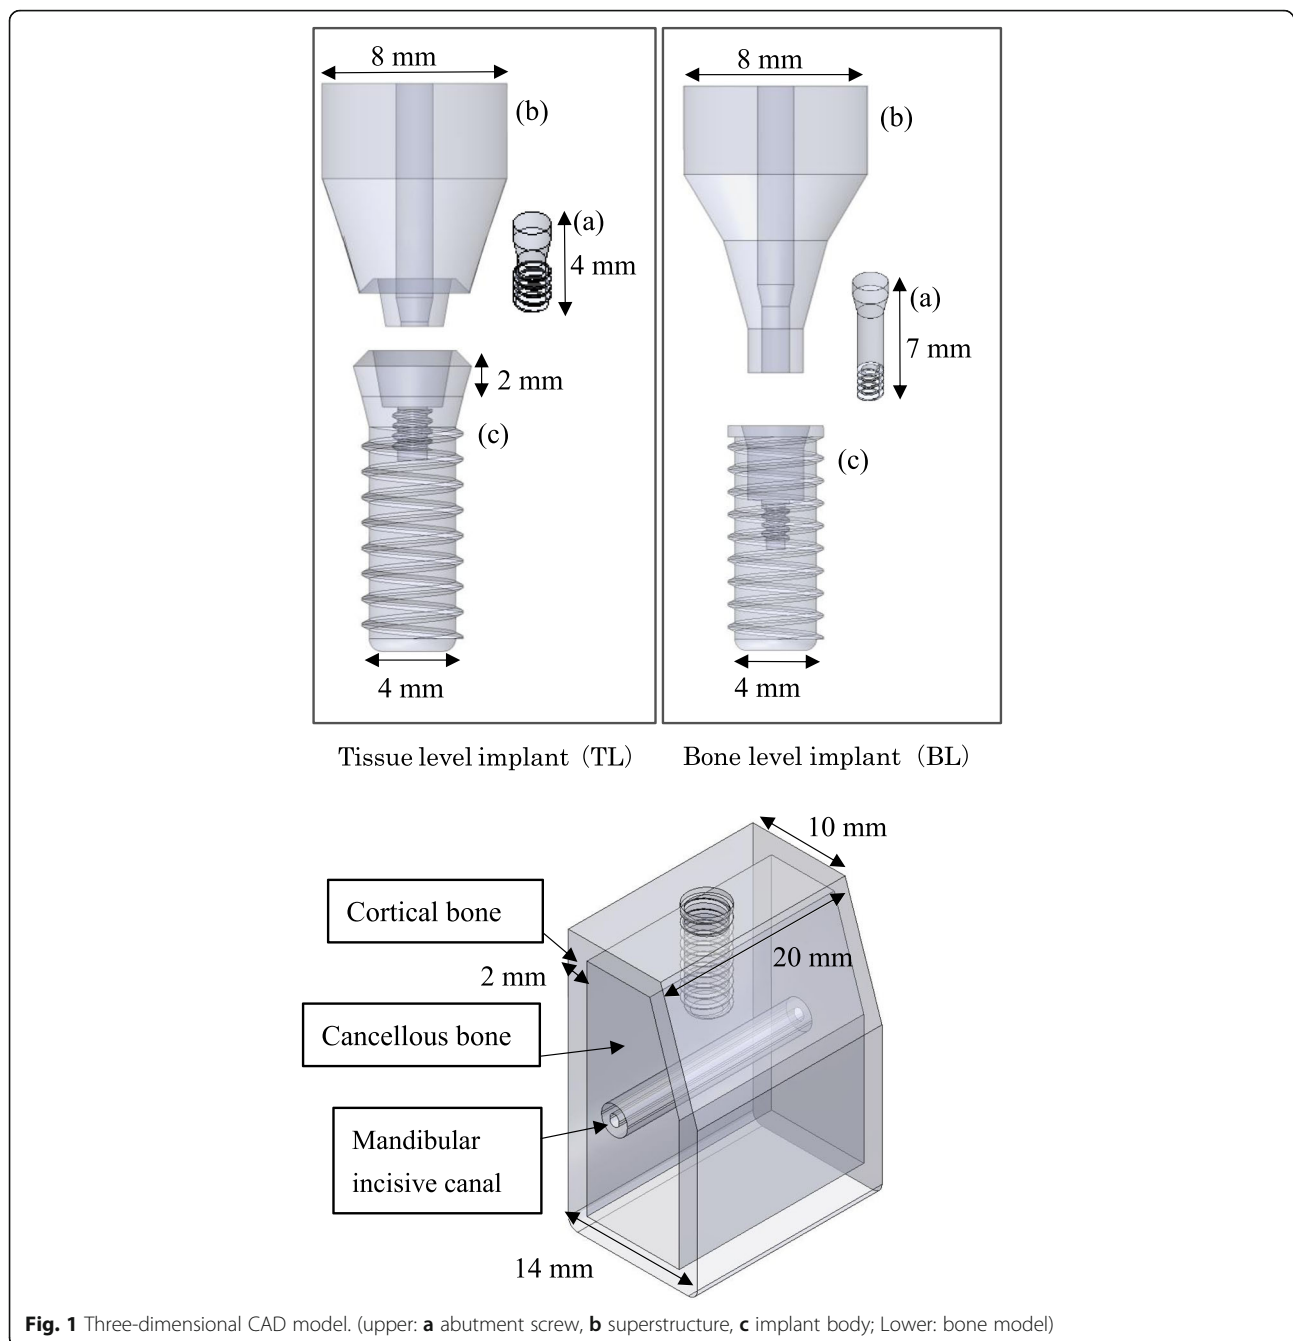 8 mm
(b)
(a)
4 mm
2 mm
(c)
4 mm
8 mm
(b)
(a)
7 mm
(c)
4 mm
Tissue level implant (TL)
Bone level implant (BL)
10 mm
Cortical bone
20 mm
2 mm
Cancellous bone
Mandibular
incisive canal
14 mm
Fig. 1 Three-dimensional CAD model. (upper: a abutment screw, b superstructure, c implant body; Lower: bone model)